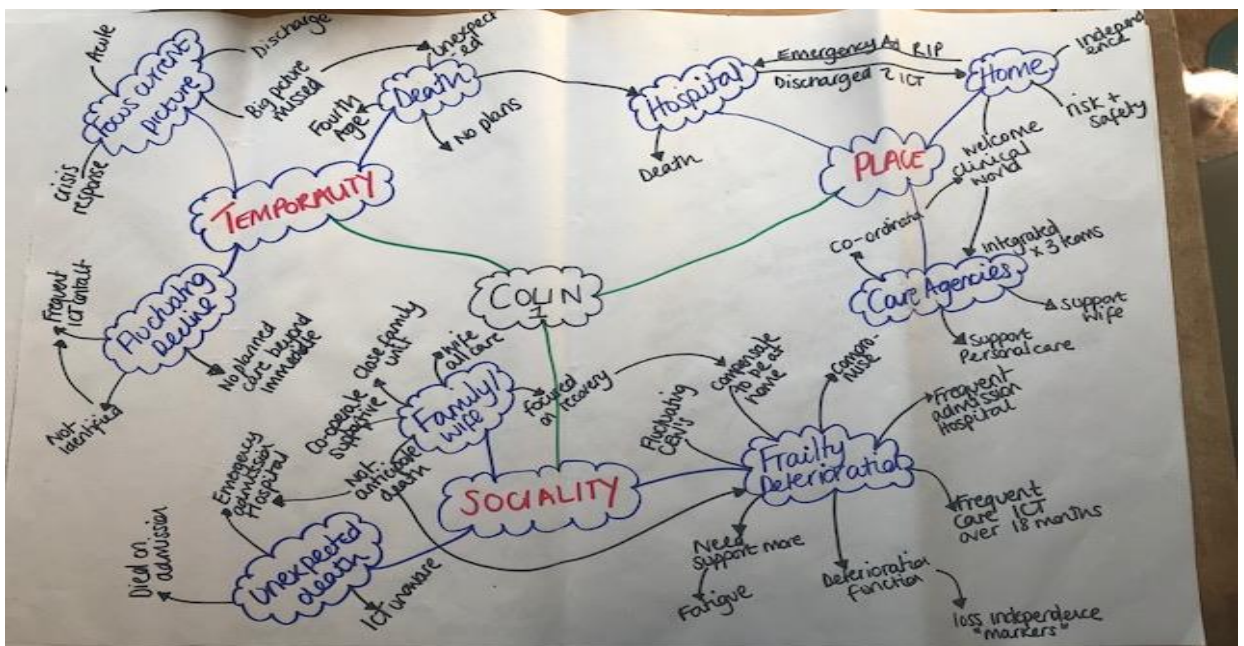 Acute
Discharge
Focus current
picture
Big picture
missed
crisis
response
Unexpect
ed
Death
Fourth
Age
No plans
TEMPORALITY
Hospital
Death
Emergency Ad RIP
Discharged ICT
Home
Independ
ence
risk +
Safety
PLACE
welcome
clinical
world
Co-ordinate
Integrated
x 3 teams
Care Agencies
Support
Wife
Support
Personal care
COLIN
1
Frequent
ICT contact
Fluctuating
Decline
No planned
care beyond
immediate
Not
identified
Close family
unit
Co-operate
supportive
Wife
all care
Family/
wife
focused
on recovery
Not
anticipate
death
Emergency
admission
Hospital
SOCIALITY
Unexpected
death
Died on
admission
ICT unaware
Fluctuating
compensate
to be at
home
Frailty
Deterioration
Frequent
admission
Hospital
Frequent
Care ICT
over 18 months
Need
support more
Fatigue
Deterioration
function
loss independence
"markers"